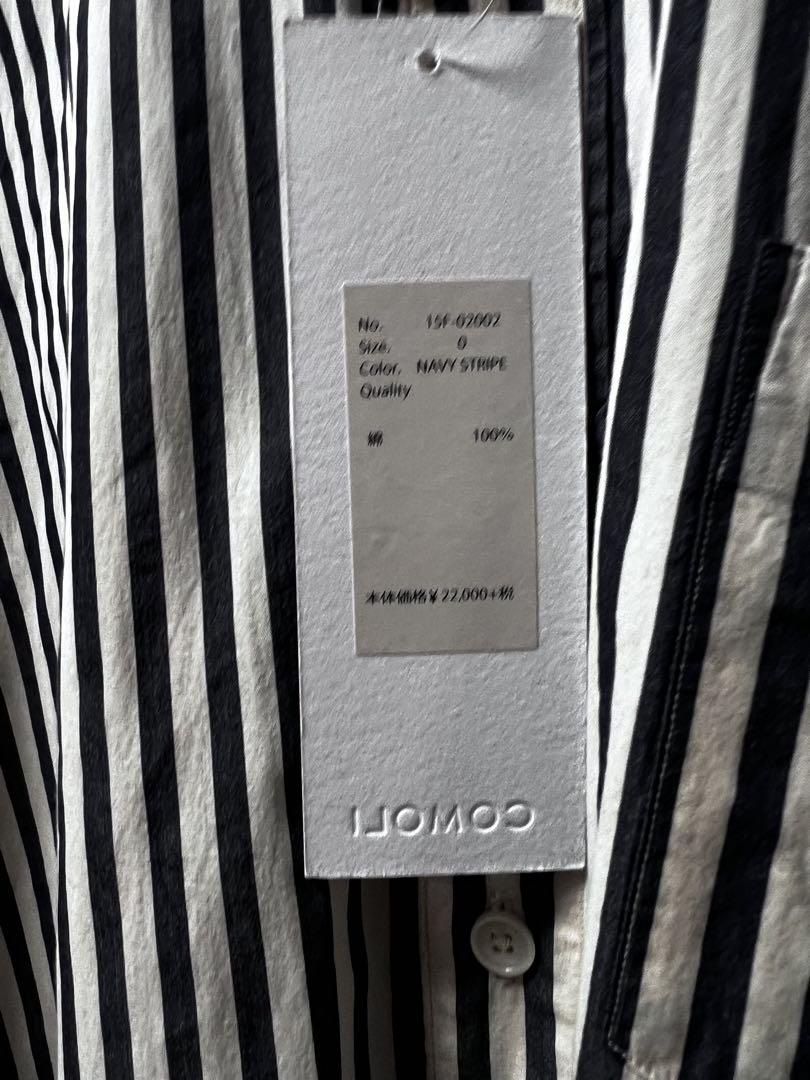 No. 15F-02002
Size. 0
Color. NAVY STRIPE
Quality
綿 100%
本体価格¥ 22,000+税
COMOLI